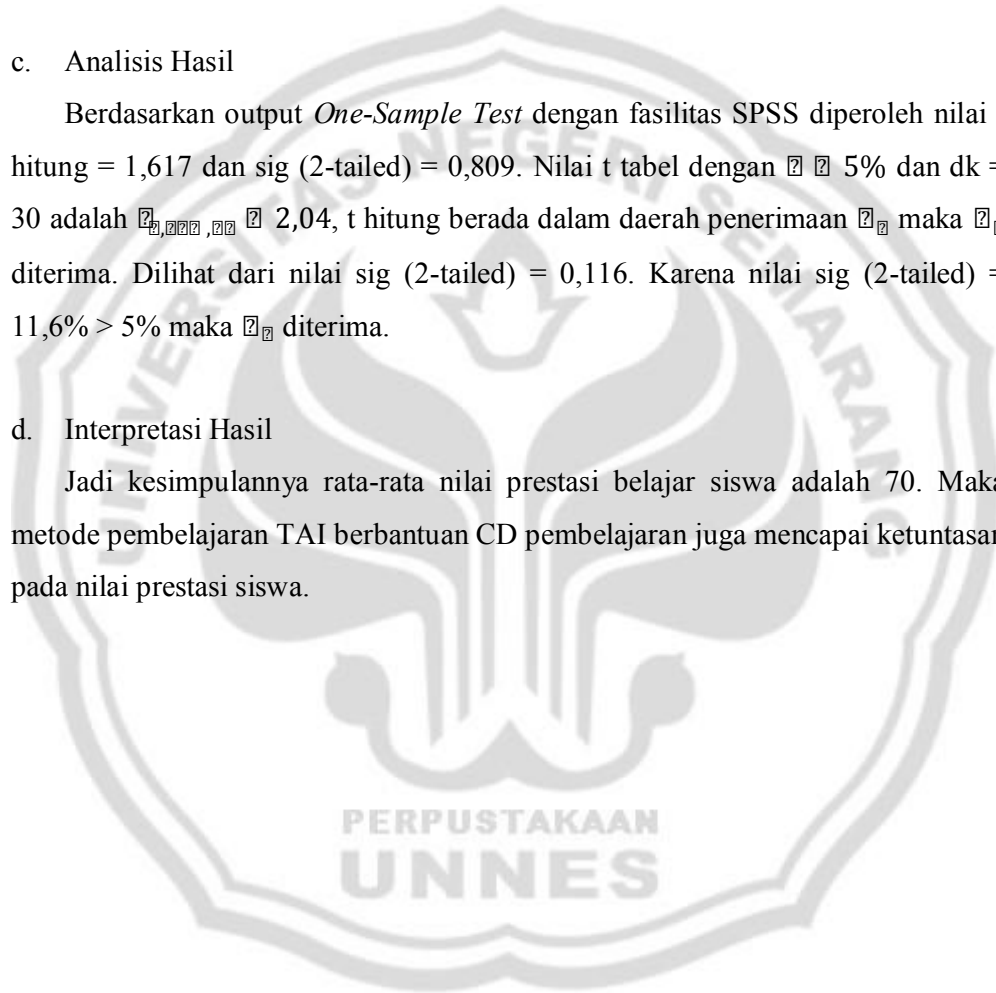 c. Analisis Hasil
Berdasarkan output One-Sample Test dengan fasilitas SPSS diperoleh nilai
hitung = 1,617 dan sig (2-tailed) = 0,809. Nilai t tabel dengan 5% dan dk =
30 adalah 2,04, t hitung berada dalam daerah penerimaan maka
diterima. Dilihat dari nilai sig (2-tailed) = 0,116. Karena nilai sig (2-tailed) =
11,6% > 5% maka diterima.
d. Interpretasi Hasil
Jadi kesimpulannya rata-rata nilai prestasi belajar siswa adalah 70. Maka
metode pembelajaran TAI berbantuan CD pembelajaran juga mencapai ketuntasan
pada nilai prestasi siswa.
UNIVERSITAS NEGERI SEMARANG
PERPUSTAKAAN
UNNES